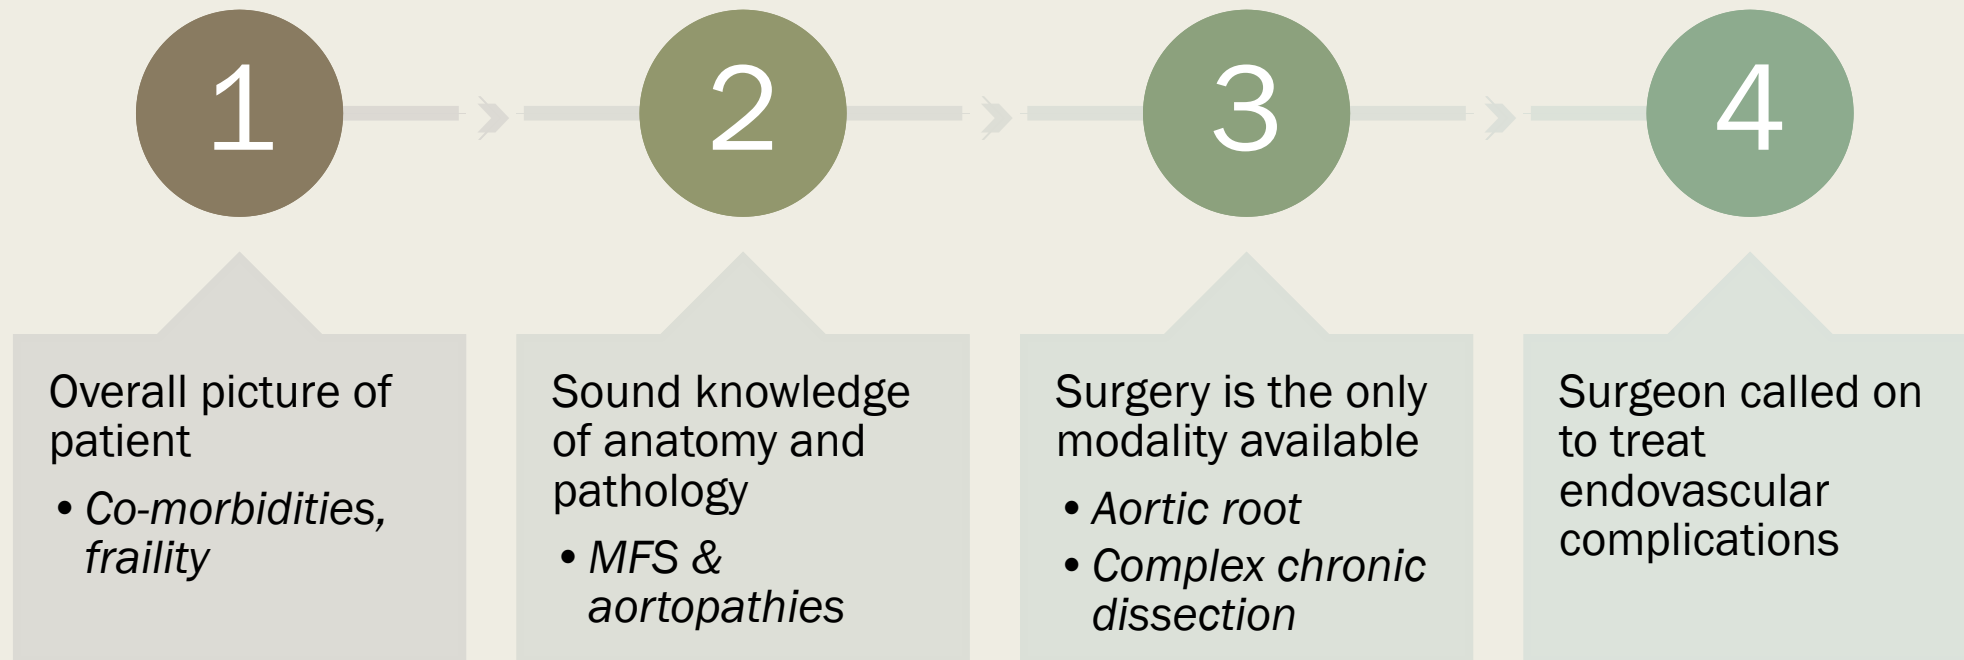 1
2
3
4
Overall picture of
patient
• Co-morbidities,
fraility
Sound knowledge
of anatomy and
pathology
• MFS &
aortopathies
Surgery is the only
modality available
• Aortic root
• Complex chronic
dissection
Surgeon called on
to treat
endovascular
complications